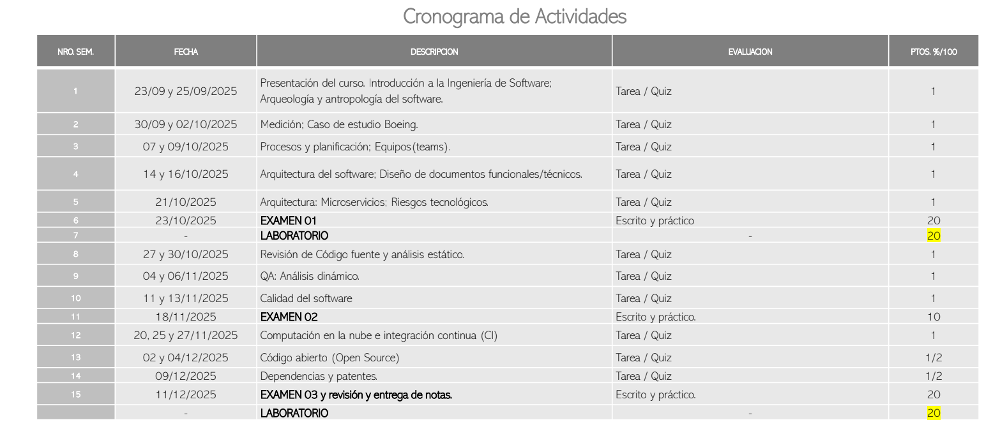 Cronograma de Actividades
NRO. SEM. FECHA DESCRIPCION EVALUACION PTOS. %/100
1 23/09 y 25/09/2025 Presentación del curso. Introducción a la Ingeniería de Software; Tarea / Quiz 1
Arqueología y antropología del software.
2 30/09 y 02/10/2025 Medición; Caso de estudio Boeing. Tarea / Quiz 1
3 07 y 09/10/2025 Procesos y planificación; Equipos(teams). Tarea / Quiz 1
4 14 y 16/10/2025 Arquitectura del software; Diseño de documentos funcionales/técnicos. Tarea / Quiz 1
5 21/10/2025 Arquitectura: Microservicios; Riesgos tecnológicos. Tarea / Quiz 1
6 23/10/2025 EXAMEN 01 Escrito y práctico 20
7 - LABORATORIO - 20
8 27 y 30/10/2025 Revisión de Código fuente y análisis estático. Tarea / Quiz 1
9 04 y 06/11/2025 QA: Análisis dinámico. Tarea / Quiz 1
10 11 y 13/11/2025 Calidad del software Tarea / Quiz 1
11 18/11/2025 EXAMEN 02 Escrito y práctico. 10
12 20, 25 y 27/11/2025 Computación en la nube e integración continua (CI) Tarea / Quiz 1
13 02 y 04/12/2025 Código abierto (Open Source) Tarea / Quiz 1/2
14 09/12/2025 Dependencias y patentes. Tarea / Quiz 1/2
15 11/12/2025 EXAMEN 03 y revisión y entrega de notas. Escrito y práctico. 20
- LABORATORIO - 20